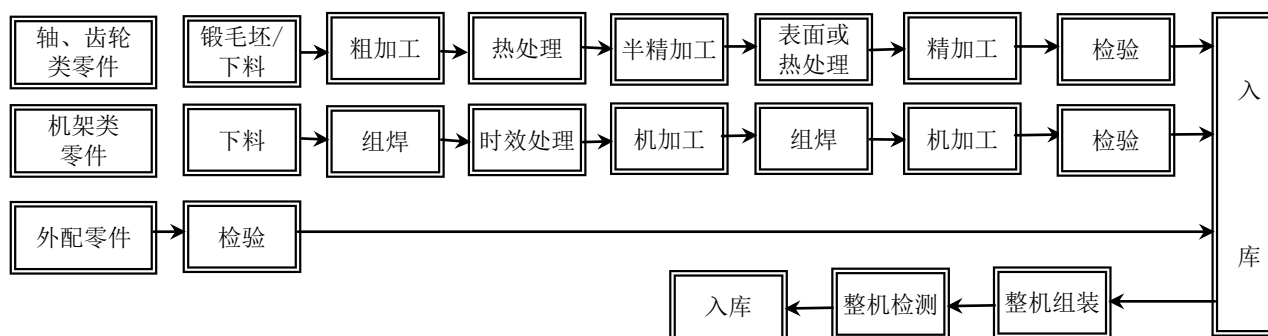 轴、齿轮
类零件
锻毛坯/
下料
粗加工
热处理
半精加工
表面或
热处理
精加工
检验
机架类
零件
下料
组焊
时效处理
机加工
组焊
机加工
检验
外配零件
检验
入
库
入库
整机检测
整机组装